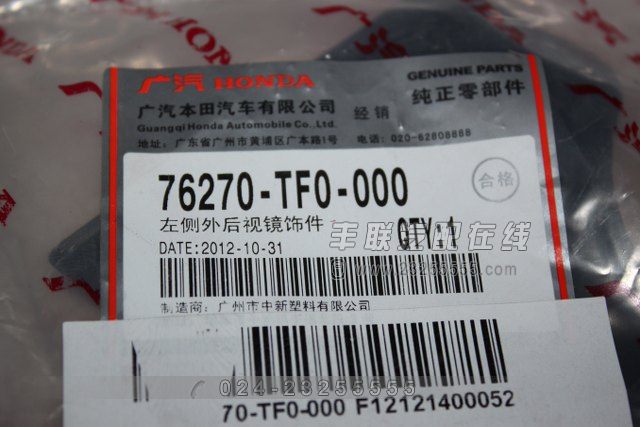 广汽 HONDA
GENUINE PARTS
纯正零部件
广汽本田汽车有限公司 经销
Guangqi Honda Automobile Co.,Ltd.
地址: 广东省广州市黄埔区广本路1号 电话: 020-62808888
76270-TF0-000
合格
左侧外后视镜饰件
QTY:1
DATE:2012-10-31
丰联 在线
www.23255555.com
制造商: 广州市中新塑料有限公司
024-23255555
70-TF0-000 F12121400052